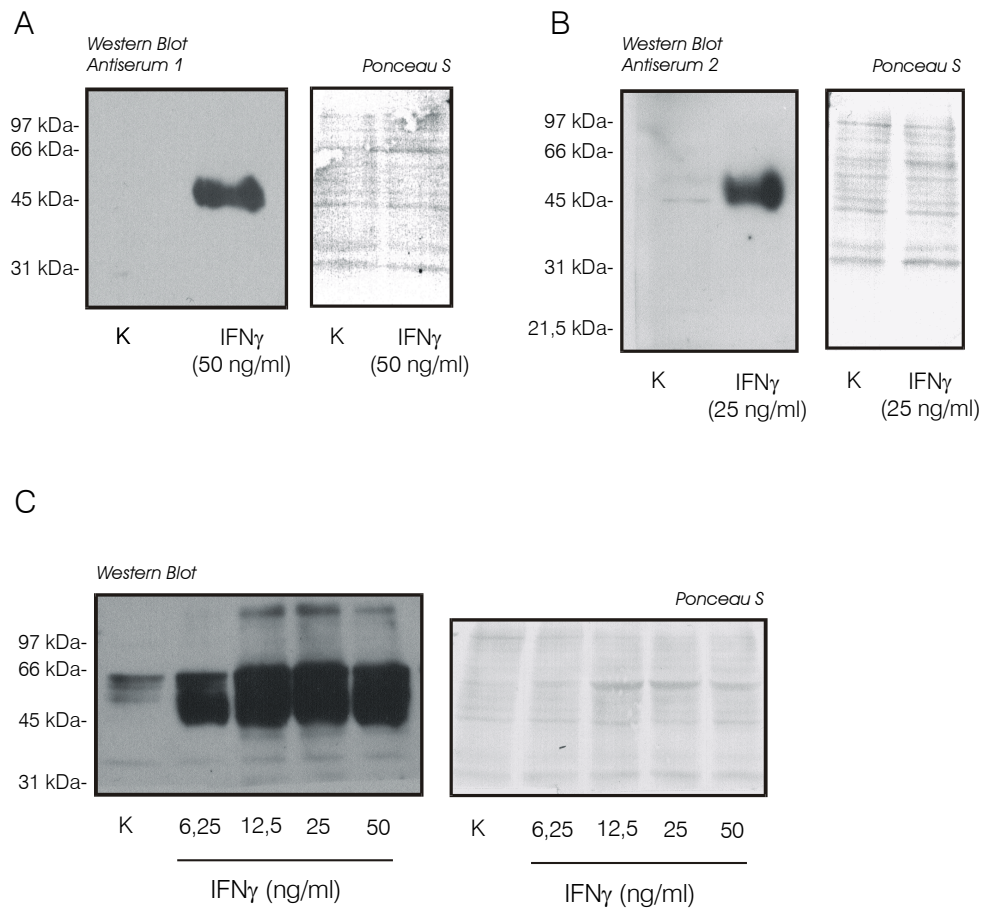 A
Western Blot
Antiserum 1
Ponceau S
97 kDa-
66 kDa-
45 kDa-
31 kDa-
K
IFNγ
(50 ng/ml)
K
IFNγ
(50 ng/ml)
B
Western Blot
Antiserum 2
Ponceau S
97 kDa-
66 kDa-
45 kDa-
31 kDa-
21,5 kDa-
K
IFNγ
(25 ng/ml)
K
IFNγ
(25 ng/ml)
C
Western Blot
Ponceau S
97 kDa-
66 kDa-
45 kDa-
31 kDa-
K 6,25 12,5 25 50
IFNγ (ng/ml)
K 6,25 12,5 25 50
IFNγ (ng/ml)